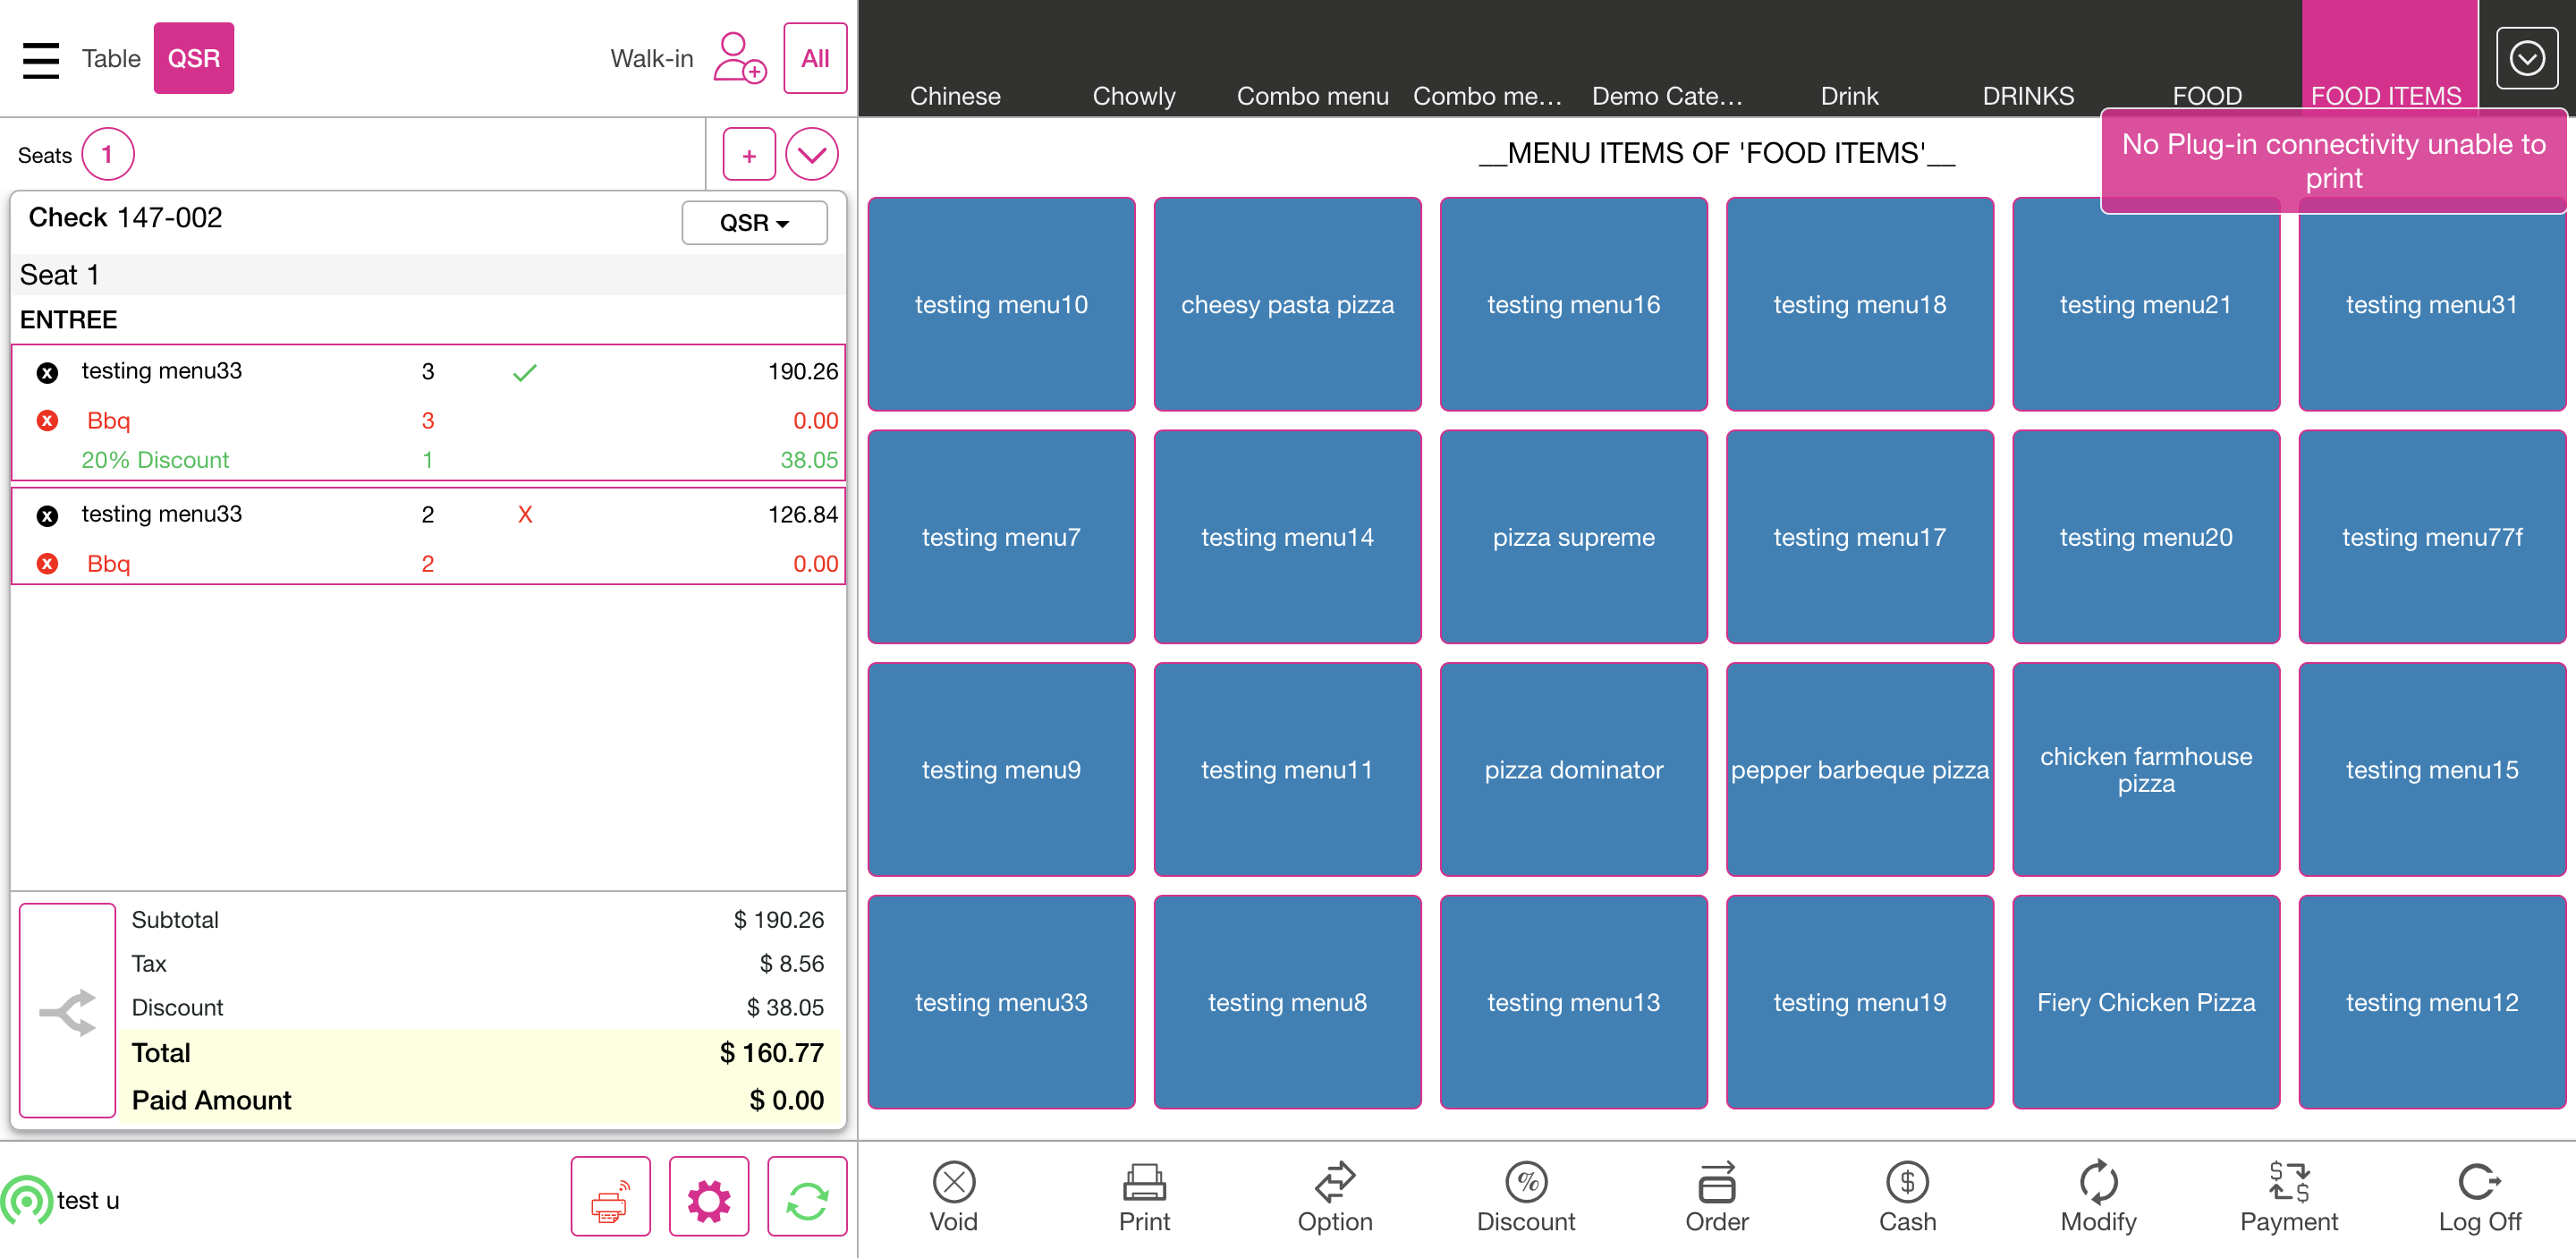 Table QSR Walk-in All
Chinese Chowly Combo menu Combo me... Demo Cate... Drink DRINKS FOOD FOOD ITEMS
No Plug-in connectivity unable to
print
Seats 1 +
Check 147-002 QSR
Seat 1
ENTREE
x testing menu33 3 190.26
x Bbq 3 0.00
20% Discount 1 38.05
x testing menu33 2 X 126.84
x Bbq 2 0.00
Subtotal $ 190.26
Tax $ 8.56
Discount $ 38.05
Total $ 160.77
Paid Amount $ 0.00
test u
__MENU ITEMS OF 'FOOD ITEMS'__
testing menu10 cheesy pasta pizza testing menu16 testing menu18 testing menu21 testing menu31
testing menu7 testing menu14 pizza supreme testing menu17 testing menu20 testing menu77f
testing menu9 testing menu11 pizza dominator pepper barbeque pizza chicken farmhouse
pizza testing menu15
testing menu33 testing menu8 testing menu13 testing menu19 Fiery Chicken Pizza testing menu12
Void Print Option Discount Order Cash Modify Payment Log Off